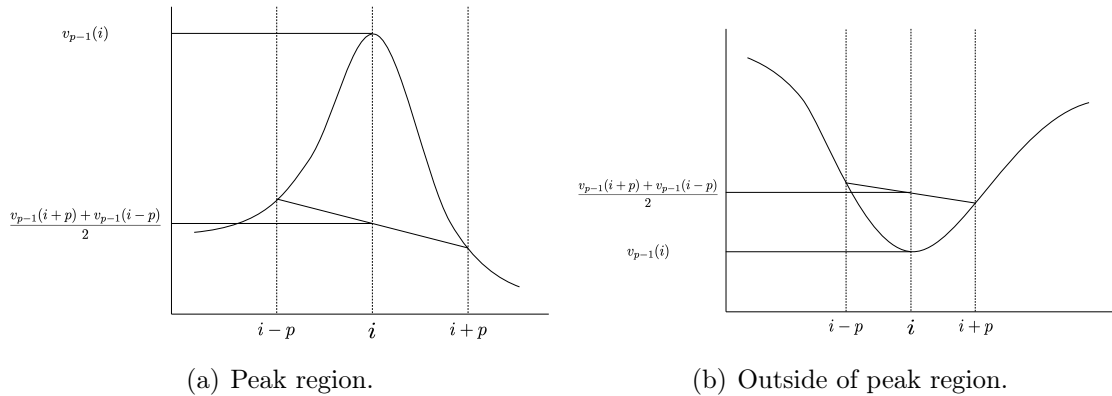 v_{p-1}(i)
\frac{v_{p-1}(i+p)+v_{p-1}(i-p)}{2}
i − p
i
i + p
(a) Peak region.
\frac{v_{p-1}(i+p)+v_{p-1}(i-p)}{2}
v_{p-1}(i)
i − p
i
i + p
(b) Outside of peak region.